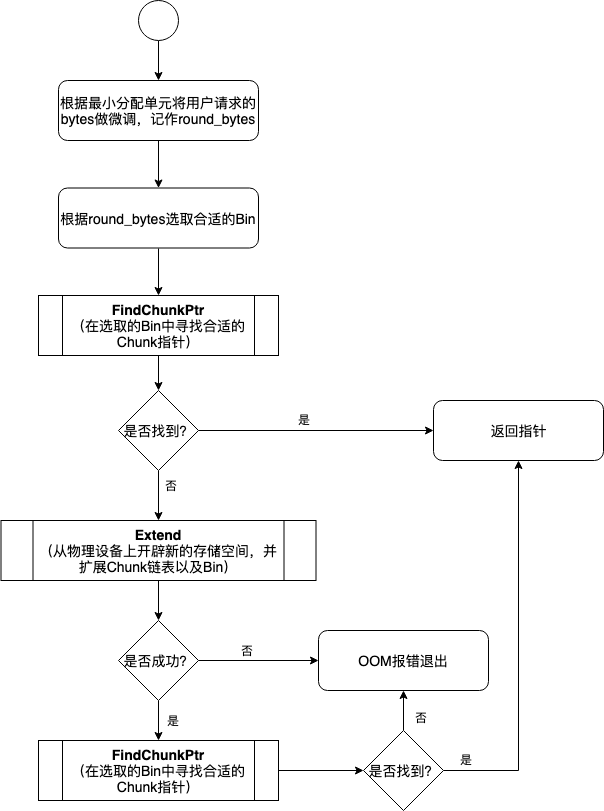 根据最小分配单元将用户请求的
bytes做微调，记作round_bytes
根据round_bytes选取合适的Bin
FindChunkPtr
（在选取的Bin中寻找合适的
Chunk指针）
是否找到?
是
返回指针
否
Extend
（从物理设备上开辟新的存储空间，并
扩展Chunk链表以及Bin）
是否成功?
否
OOM报错退出
是
FindChunkPtr
（在选取的Bin中寻找合适的
Chunk指针）
否
是否找到?
是